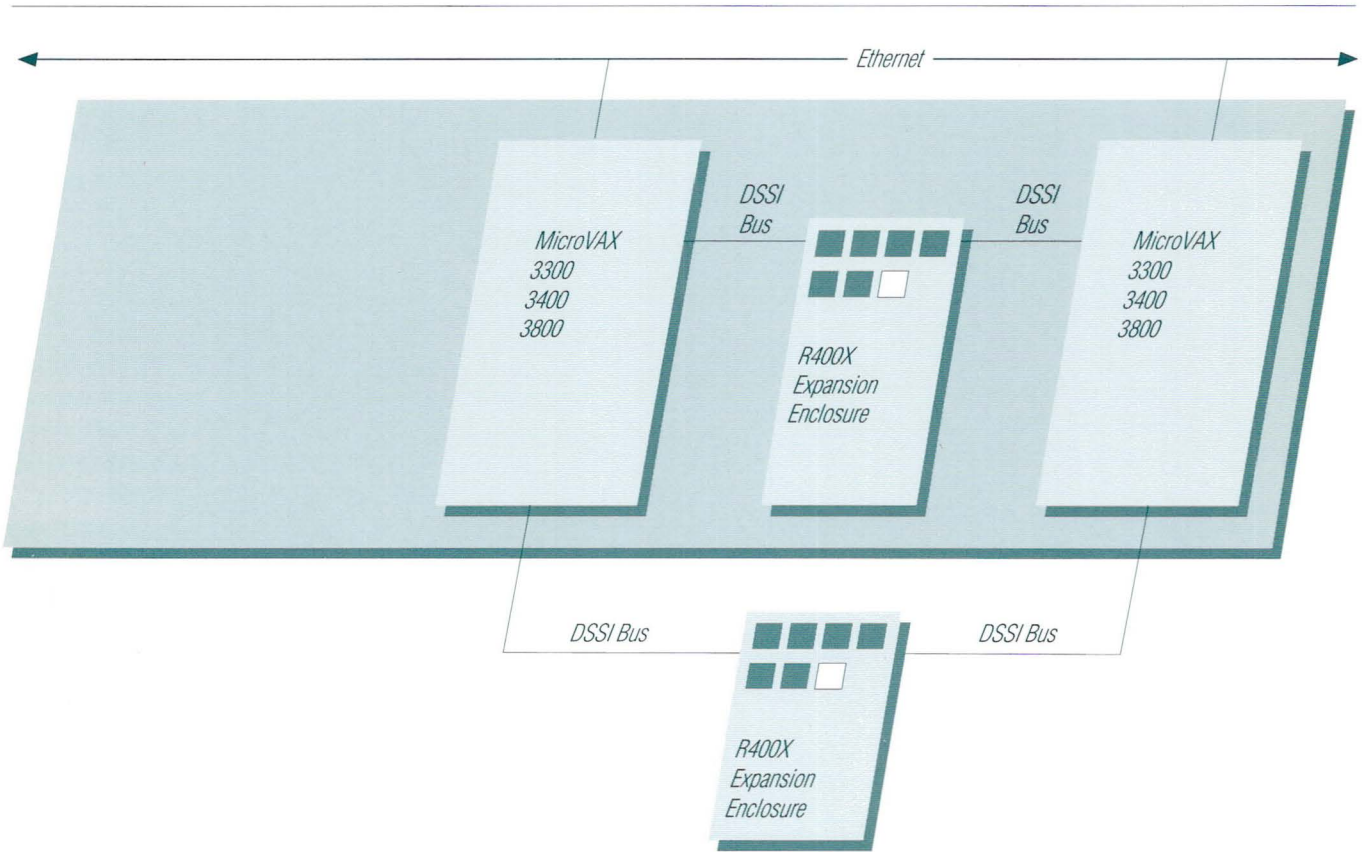 Ethernet
DSSI
Bus
DSSI
Bus
MicroVAX
3300
3400
3800
MicroVAX
3300
3400
3800
R400X
Expansion
Enclosure
DSSI Bus
DSSI Bus
R400X
Expansion
Enclosure